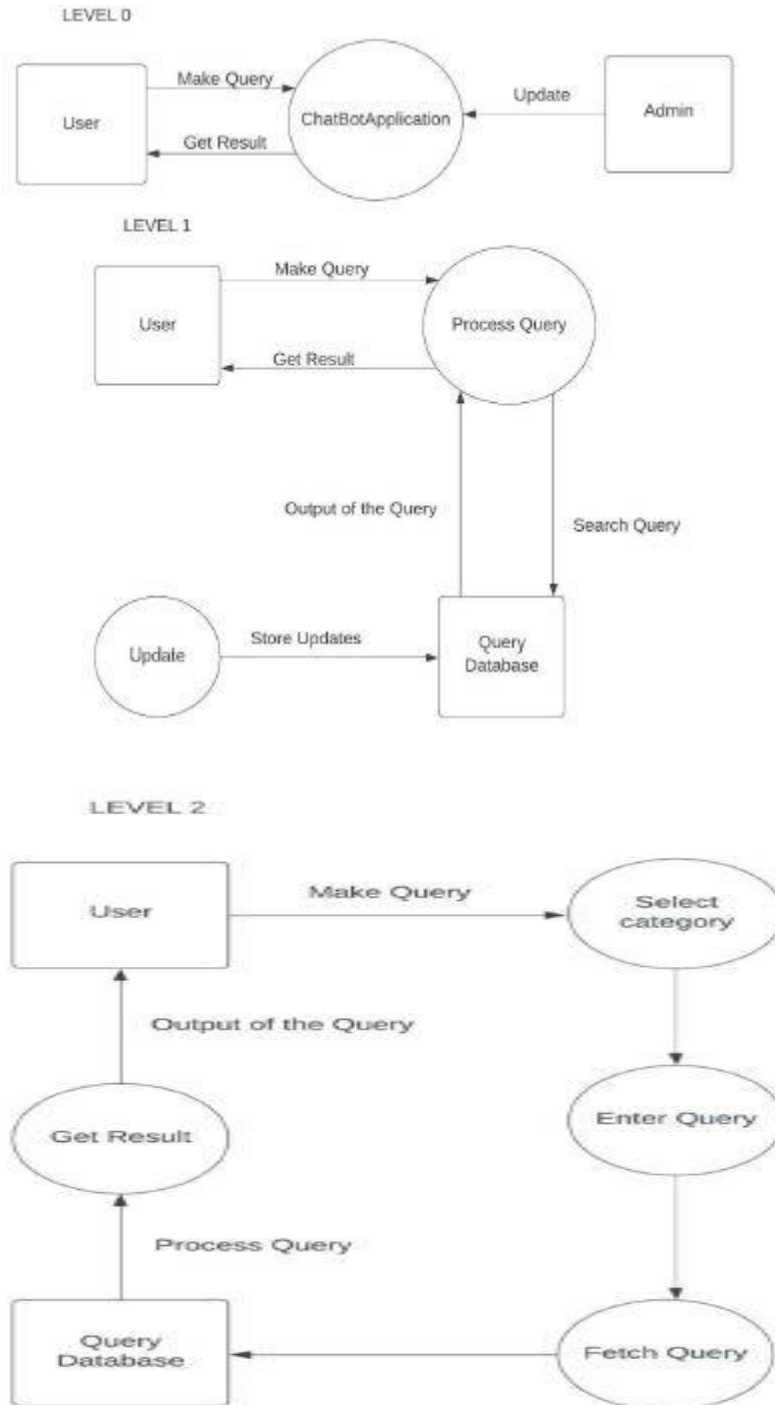 LEVEL 0
Make Query
Update
User
ChatBotApplication
Admin
Get Result
LEVEL 1
Make Query
User
Process Query
Get Result
Output of the Query
Search Query
Update
Store Updates
Query
Database
LEVEL 2
User
Make Query
Select
category
Output of the Query
Get Result
Enter Query
Process Query
Query
Database
Fetch Query